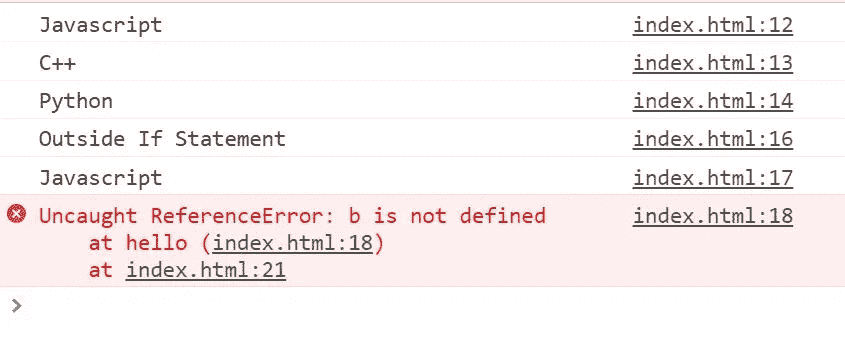 Javascript index.html:12
C++ index.html:13
Python index.html:14
Outside If Statement index.html:16
Javascript index.html:17
Uncaught ReferenceError: b is not defined index.html:18
at hello (index.html:18)
at index.html:21
>